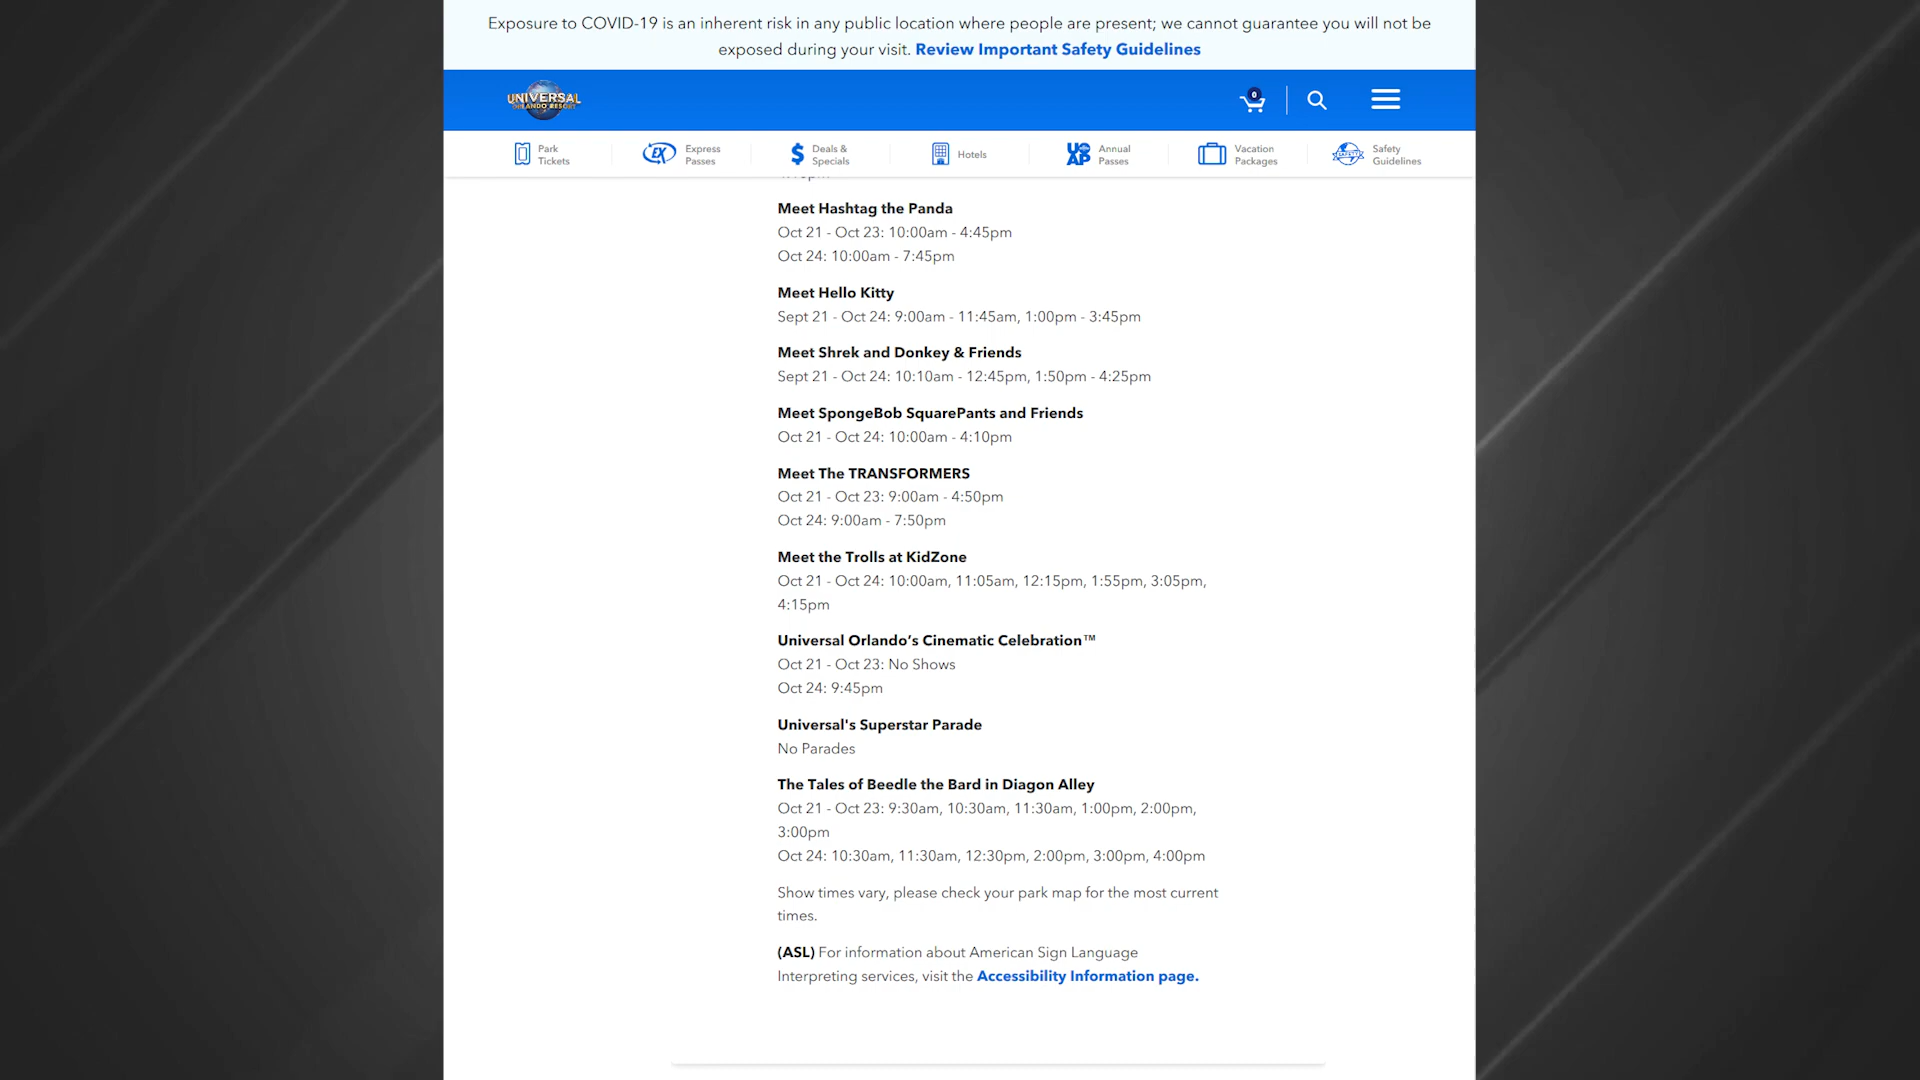 Exposure to COVID-19 is an inherent risk in any public location where people are present; we cannot guarantee you will not be
exposed during your visit. Review Important Safety Guidelines
UNIVERSAL
ORLANDO RESORT
0
Park
Tickets
EX
Express
Passes
Deals &
Specials
Hotels
UOAP
Annual
Passes
Vacation
Packages
SAFETY
Safety
Guidelines
Meet Hashtag the Panda
Oct 21 - Oct 23: 10:00am - 4:45pm
Oct 24: 10:00am - 7:45pm
Meet Hello Kitty
Sept 21 - Oct 24: 9:00am - 11:45am, 1:00pm - 3:45pm
Meet Shrek and Donkey & Friends
Sept 21 - Oct 24: 10:10am - 12:45pm, 1:50pm - 4:25pm
Meet SpongeBob SquarePants and Friends
Oct 21 - Oct 24: 10:00am - 4:10pm
Meet The TRANSFORMERS
Oct 21 - Oct 23: 9:00am - 4:50pm
Oct 24: 9:00am - 7:50pm
Meet the Trolls at KidZone
Oct 21 - Oct 24: 10:00am, 11:05am, 12:15pm, 1:55pm, 3:05pm,
4:15pm
Universal Orlando’s Cinematic Celebration™
Oct 21 - Oct 23: No Shows
Oct 24: 9:45pm
Universal's Superstar Parade
No Parades
The Tales of Beedle the Bard in Diagon Alley
Oct 21 - Oct 23: 9:30am, 10:30am, 11:30am, 1:00pm, 2:00pm,
3:00pm
Oct 24: 10:30am, 11:30am, 12:30pm, 2:00pm, 3:00pm, 4:00pm
Show times vary, please check your park map for the most current
times.
(ASL) For information about American Sign Language
Interpreting services, visit the Accessibility Information page.